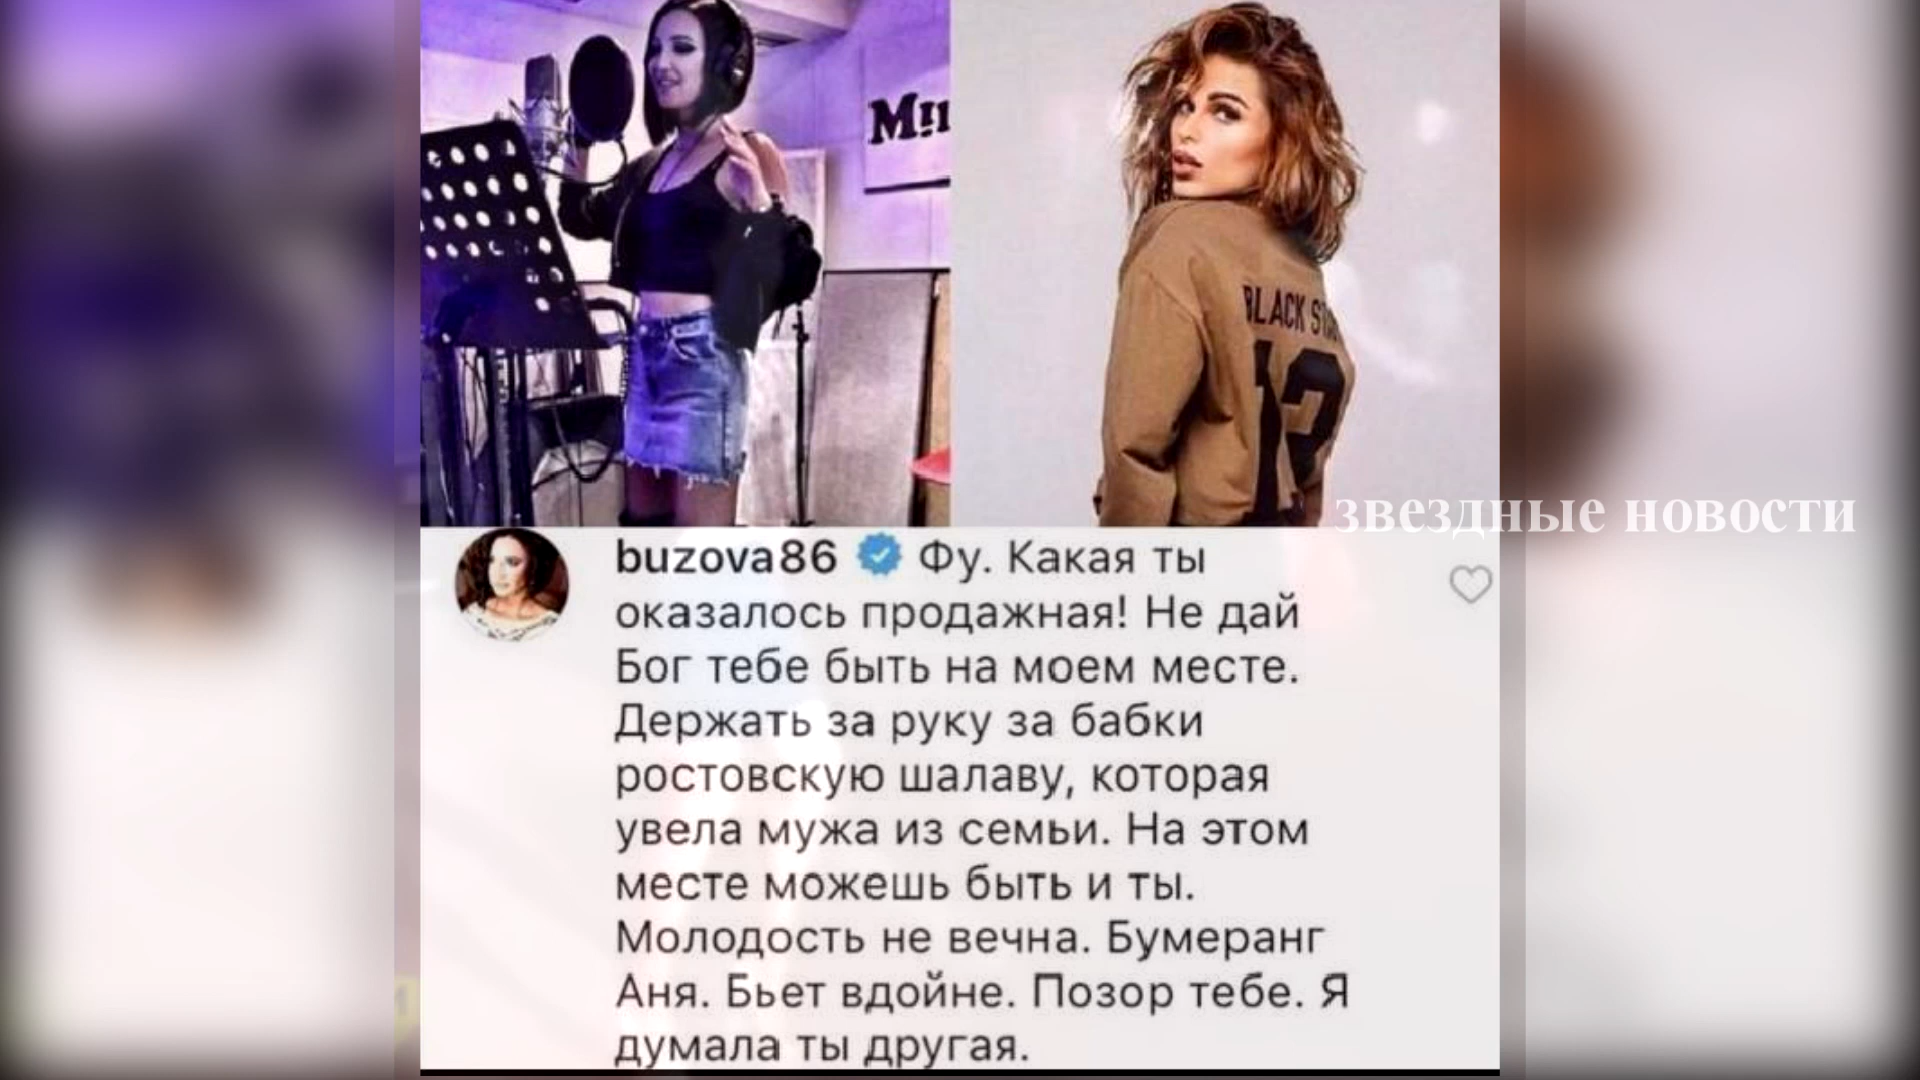 Mi
BLACK
13
звездные новости
buzova86 Фу. Какая ты
оказалось продажная! Не дай
Бог тебе быть на моем месте.
Держать за руку за бабки
ростовскую шалаву, которая
увела мужа из семьи. На этом
месте можешь быть и ты.
Молодость не вечна. Бумеранг
Аня. Бьет вдойне. Позор тебе. Я
думала ты другая.